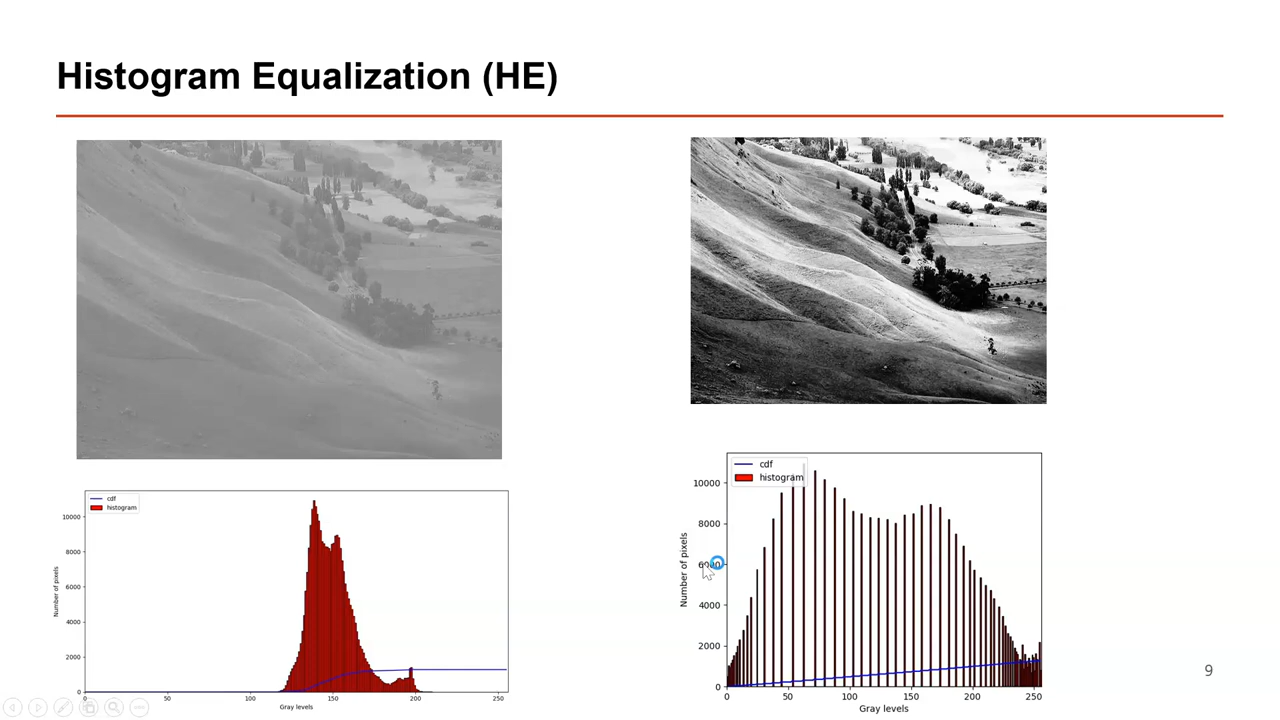 Histogram Equalization (HE)
cdf
histogram
10000
8000
6000
4000
2000
0
Number of pixels
0 50 100 150 200 250
Gray levels
cdf
histogram
10000
8000
6000
4000
2000
0
Number of pixels
0 50 100 150 200 250
Gray levels
9